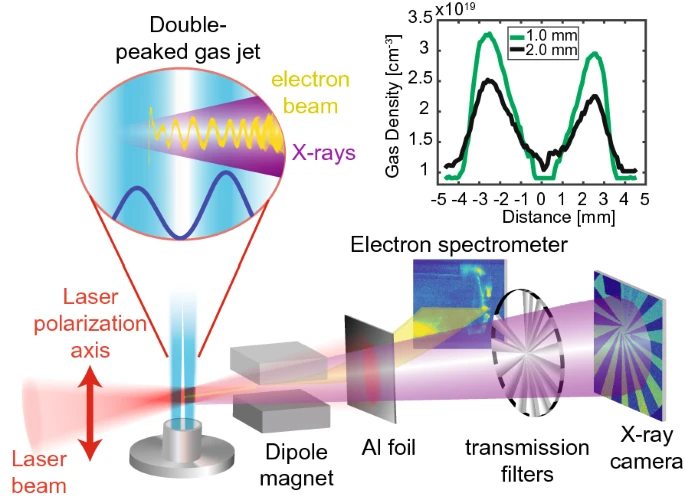 Double-
peaked gas jet
electron
beam
X-rays
x10¹⁹
3.5
3
2.5
2
1.5
1
Gas Density [cm⁻³]
1.0 mm
2.0 mm
-5 -4 -3 -2 -1 0 1 2 3 4 5
Distance [mm]
Electron spectrometer
Laser
polarization
axis
Laser
beam
Dipole
magnet
Al foil
transmission
filters
X-ray
camera